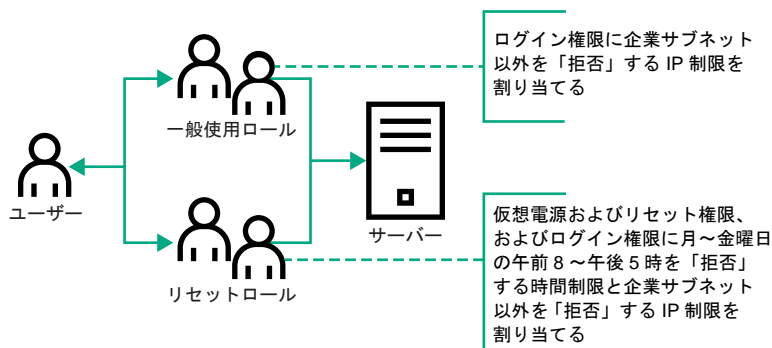 ログイン権限に企業サブネット
以外を「拒否」する IP 制限を
割り当てる
一般使用ロール
ユーザー
サーバー
リセットロール
仮想電源およびリセット権限、
およびログイン権限に月～金曜日
の午前 8 ～午後 5 時を「拒否」
する時間制限と企業サブネット
以外を「拒否」する IP 制限を
割り当てる